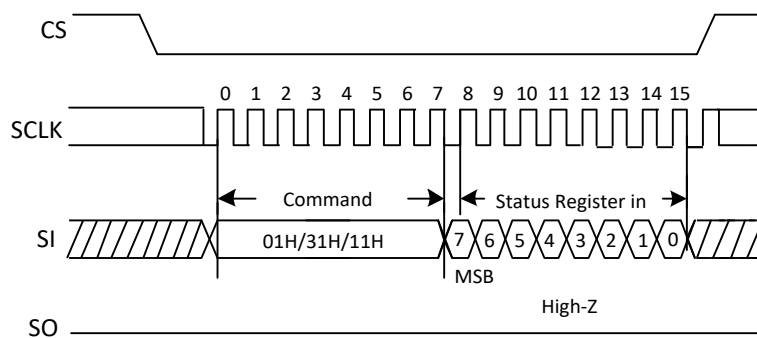 CS
0 1 2 3 4 5 6 7 8 9 10 11 12 13 14 15
SCLK
Command Status Register in
SI 01H/31H/11H 7 6 5 4 3 2 1 0
MSB
High-Z
SO